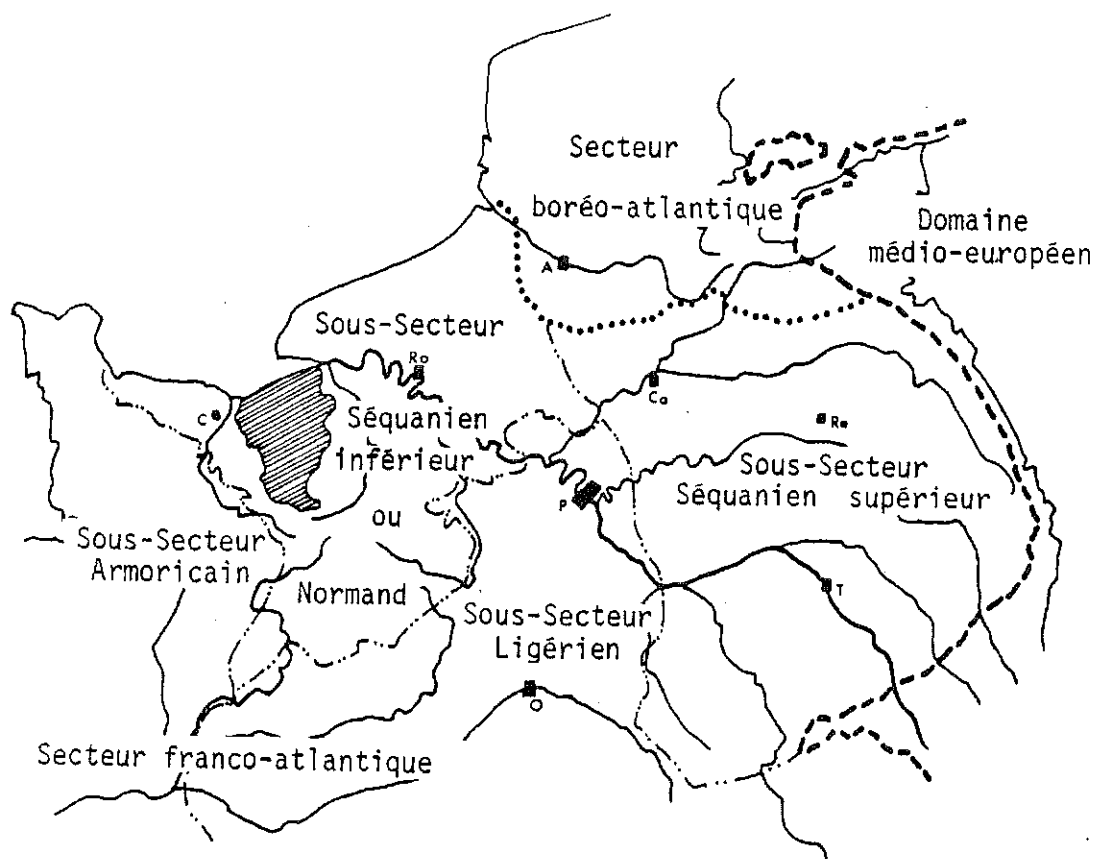 Secteur
boréo-atlantique
Domaine
médio-européen
A
Sous-Secteur
Ro
Co
C
Séquanien
inférieur
Re
Sous-Secteur
Séquanien supérieur
P
ou
Sous-Secteur
Armoricain
Normand
T
Sous-Secteur
Ligérien
O
Secteur franco-atlantique